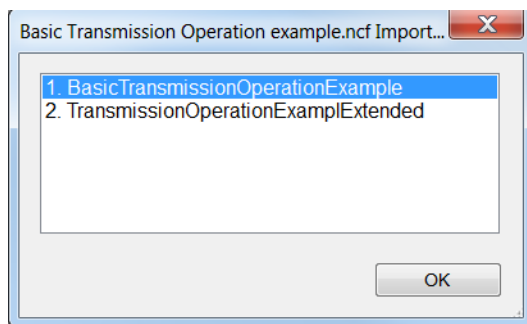 Basic Transmission Operation example.ncf Import...
1. BasicTransmissionOperationExample
2. TransmissionOperationExamplExtended
OK